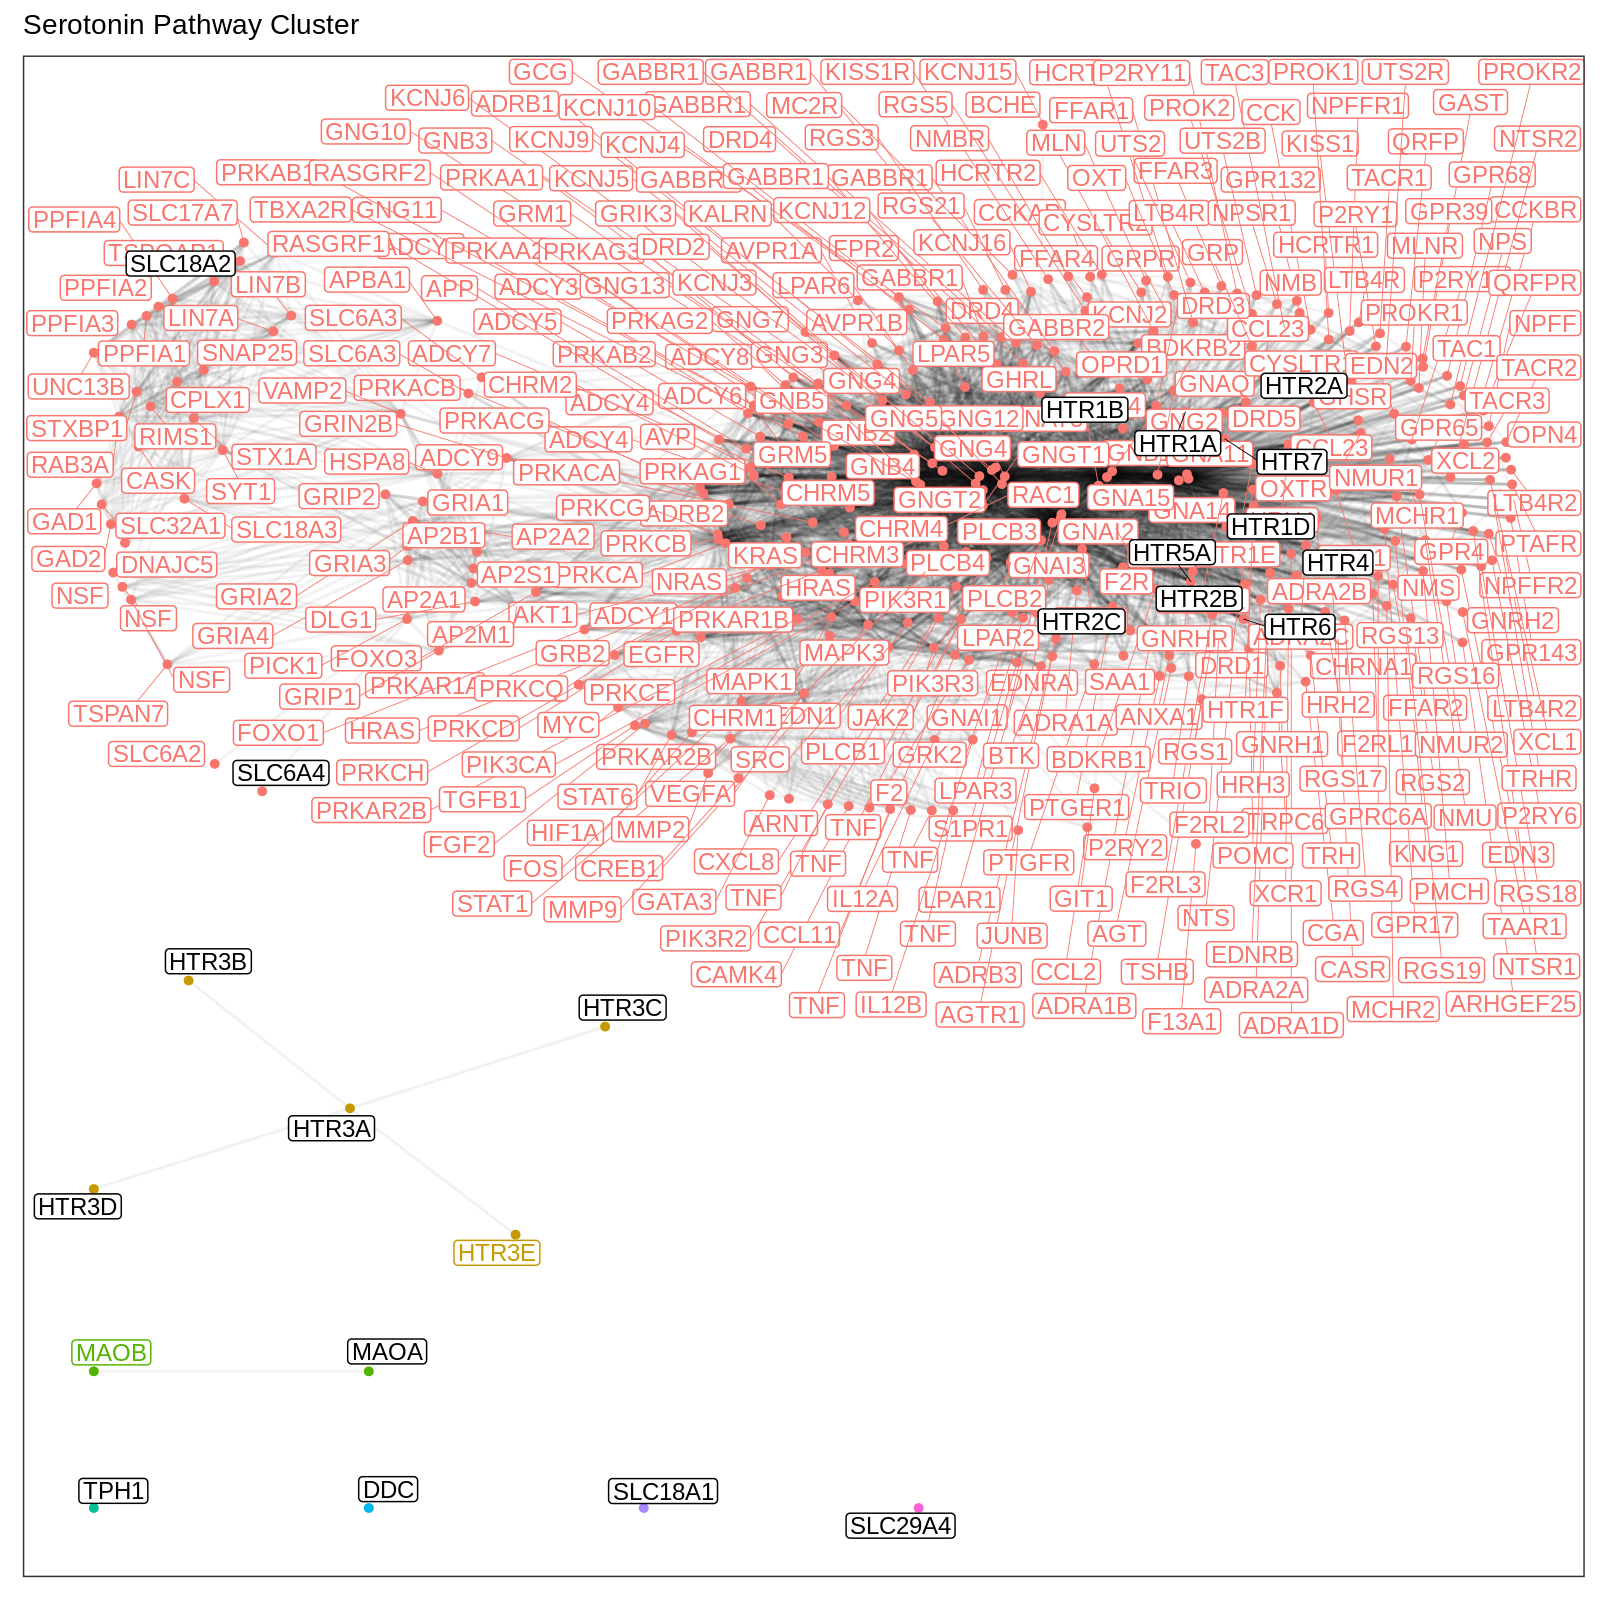 Serotonin Pathway Cluster
GCG GABBR1 GABBR1 KISS1R KCNJ15 P2RY11 TAC3 PROK1 UTS2R PROKR2
KCNJ6 ADRB1 KCNJ10 GABBR1 MC2R RGS5 BCHE FFAR1 PROK2 CCK NPFFR1 GAST
GNG10 GNB3 KCNJ9 KCNJ4 DRD4 RGS3 NMBR MLN UTS2 UTS2B KISS1 QRFP NTSR2
LIN7C PRKAB1 RASGRF2 PRKAA1 KCNJ5 GABBR1 GABBR1 HCRTR2 OXT FFAR3 GPR132 TACR1 GPR68
PPFIA4 SLC17A7 TBXA2R GNG11 GRM1 GRIK3 KALRN KCNJ12 RGS21 CYSLTR2 LTB4R NPSR1 P2RY1 GPR39 CCKBR
RASGRF1 PRKAA2 PRKAG3 DRD2 AVPR1A FPR2 KCNJ16 FFAR4 GRPR GRP HCRTR1 MLNR NPS
SLC18A2
PPFIA2 LIN7B APBA1 APP ADCY3 GNG13 KCNJ3 LPAR6 GABBR1 NMB LTB4R QRFPR
PPFIA3 LIN7A SLC6A3 ADCY5 PRKAG2 GNG7 AVPR1B DRD4 GABBR2 KCNJ2 DRD3 CCL23 PROKR1 NPFF
PPFIA1 SNAP25 SLC6A3 ADCY7 PRKAB2 ADCY8 GNG3 LPAR5 OPRD1 BDKRB2 EDN2 TAC1 TACR2
UNC13B VAMP2 PRKACB CHRM2 ADCY6 GNG4 GHRL GNAQ HTR2A
CPLX1 ADCY4 GNB5 HTR1B TACR3
STXBP1 RIMS1 GRIN2B PRKACG ADCY4 AVP GNG5 GNG12 GNG2 DRD5 GPR65 OPN4
HTR1A
RAB3A STX1A HSPA8 ADCY9 PRKACA PRKAG1 GRM5 GNB4 GNG4 GNGT1 HTR7 CCL23 XCL2
CASK SYT1 GRIP2 GRIA1 PRKCG CHRM5 GNGT2 RAC1 GNA15 OXTR NMUR1 LTB4R2
GAD1 SLC32A1 SLC18A3 AP2B1 AP2A2 ADRB2 CHRM4 PLCB3 GNAI2 GNA14 HTR1D MCHR1 PTAFR
GAD2 DNAJC5 GRIA3 AP2S1 PRKCA PRKCB KRAS CHRM3 PLCB4 GNAI3 HTR5A HTR4 GPR4
NSF GRIA2 AP2A1 NRAS HRAS PIK3R1 PLCB2 F2R HTR2B ADRA2B NMS NPFFR2
NSF GRIA4 DLG1 AP2M1 AKT1 ADCY1 PRKAR1B HTR2C HTR6 RGS13 GNRH2
NSF PICK1 FOXO3 GRB2 EGFR MAPK3 LPAR2 GNRHR DRD1 CHRNA1 GPR143
GRIP1 PRKAR1A PRKCQ PRKCE MAPK1 PIK3R3 EDNRA SAA1 RGS16
TSPAN7 FOXO1 HRAS PRKCD MYC CHRM1 EDN1 JAK2 GNAI1 ADRA1A ANXA1 HTR1F HRH2 FFAR2 LTB4R2
SLC6A2 SLC6A4 PRKCH PIK3CA PRKAR2B SRC PLCB1 GRK2 BTK BDKRB1 RGS1 GNRH1 F2RL1 NMUR2 XCL1
PRKAR2B TGFB1 STAT6 VEGFA F2 LPAR3 PTGER1 TRIO HRH3 RGS17 RGS2 TRHR
FGF2 HIF1A MMP2 ARNT TNF S1PR1 P2RY2 F2RL2 TRPC6 GPRC6A NMU P2RY6
FOS CREB1 CXCL8 TNF TNF PTGFR F2RL3 POMC TRH KNG1 EDN3
STAT1 MMP9 GATA3 TNF IL12A LPAR1 GIT1 NTS XCR1 RGS4 PMCH RGS18
PIK3R2 CCL11 TNF JUNB AGT EDNRB CGA GPR17 TAAR1
CAMK4 TNF ADRB3 CCL2 TSHB ADRA2A CASR RGS19 NTSR1
TNF IL12B AGTR1 ADRA1B F13A1 ADRA1D MCHR2 ARHGEF25
HTR3B
HTR3C
HTR3A
HTR3D
HTR3E
MAOB MAOA
TPH1 DDC SLC18A1
SLC29A4